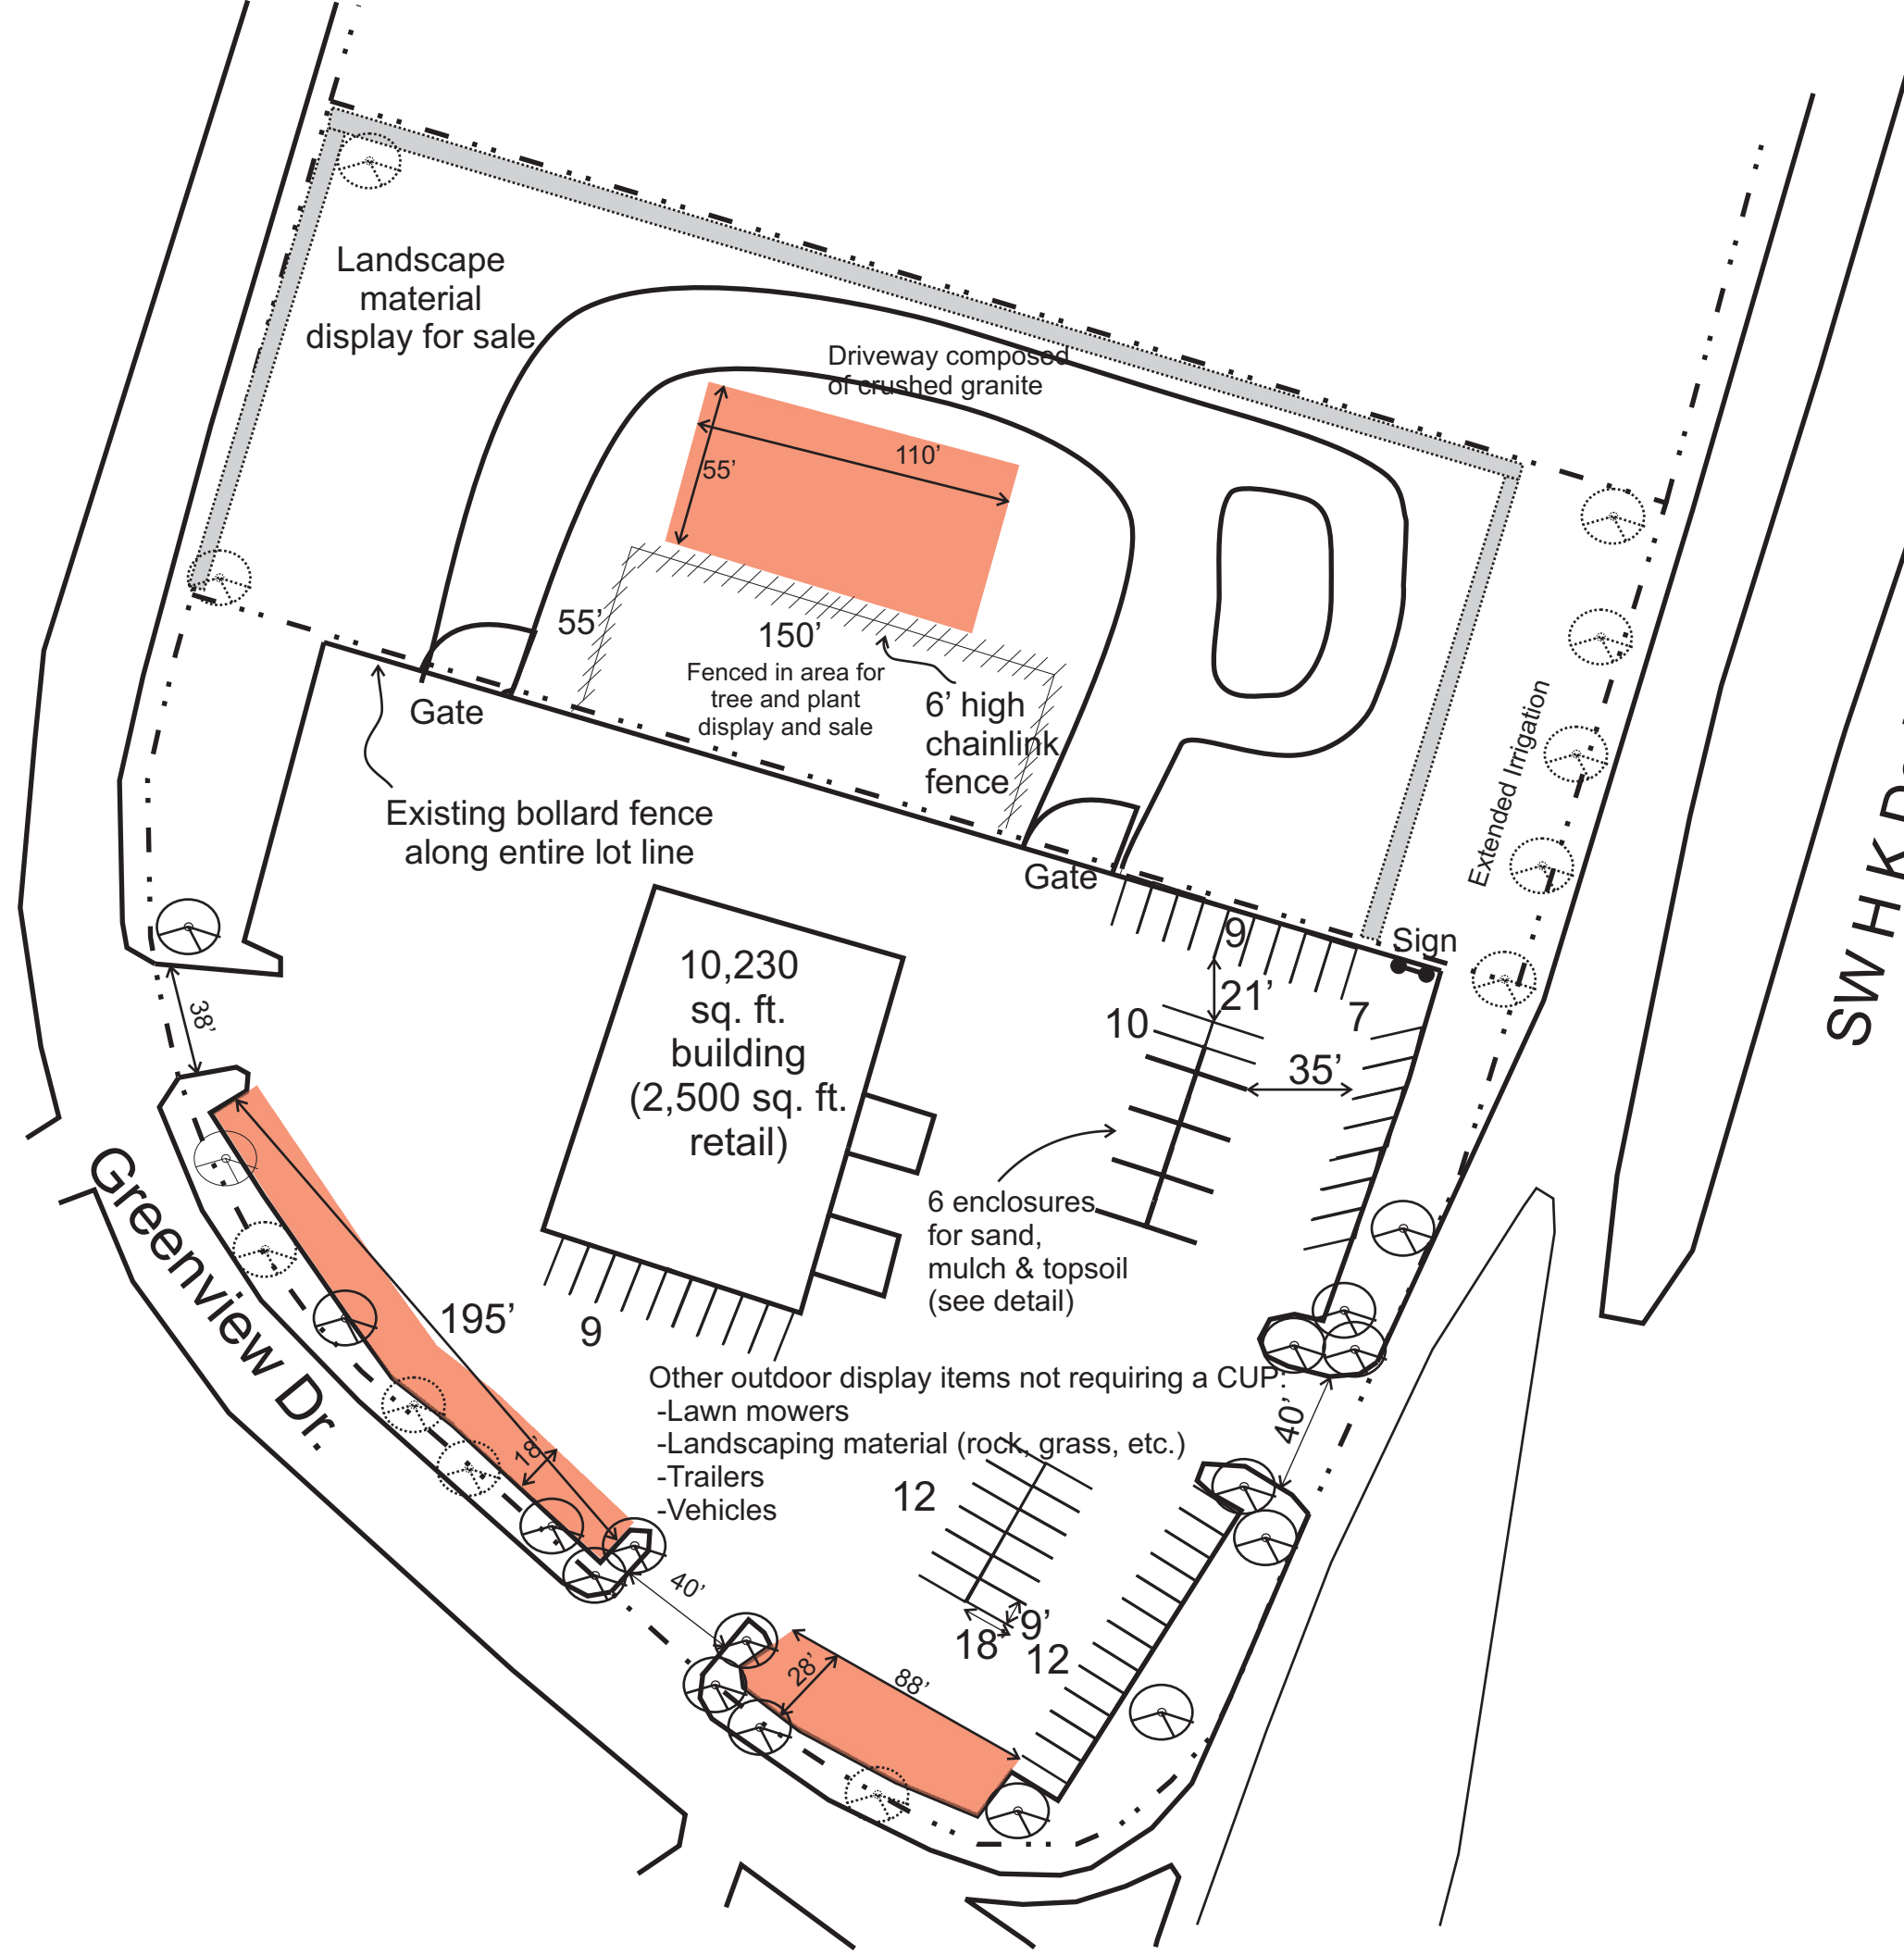 Landscape
material
display for sale
Driveway composed
of crushed granite
110’
55’
55’
150’
Fenced in area for
tree and plant
display and sale
6’ high
chainlink
fence
Gate
Existing bollard fence
along entire lot line
Gate
Extended Irrigation
SW H K D
9
Sign
21’
7
10
35’
38’
10,230
sq. ft.
building
(2,500 sq. ft.
retail)
6 enclosures
for sand,
mulch & topsoil
(see detail)
Greenview Dr.
195’
9
18’
Other outdoor display items not requiring a CUP:
-Lawn mowers
-Landscaping material (rock, grass, etc.)
-Trailers
-Vehicles
40’
12
40’
9’
18’
12
28’
88’